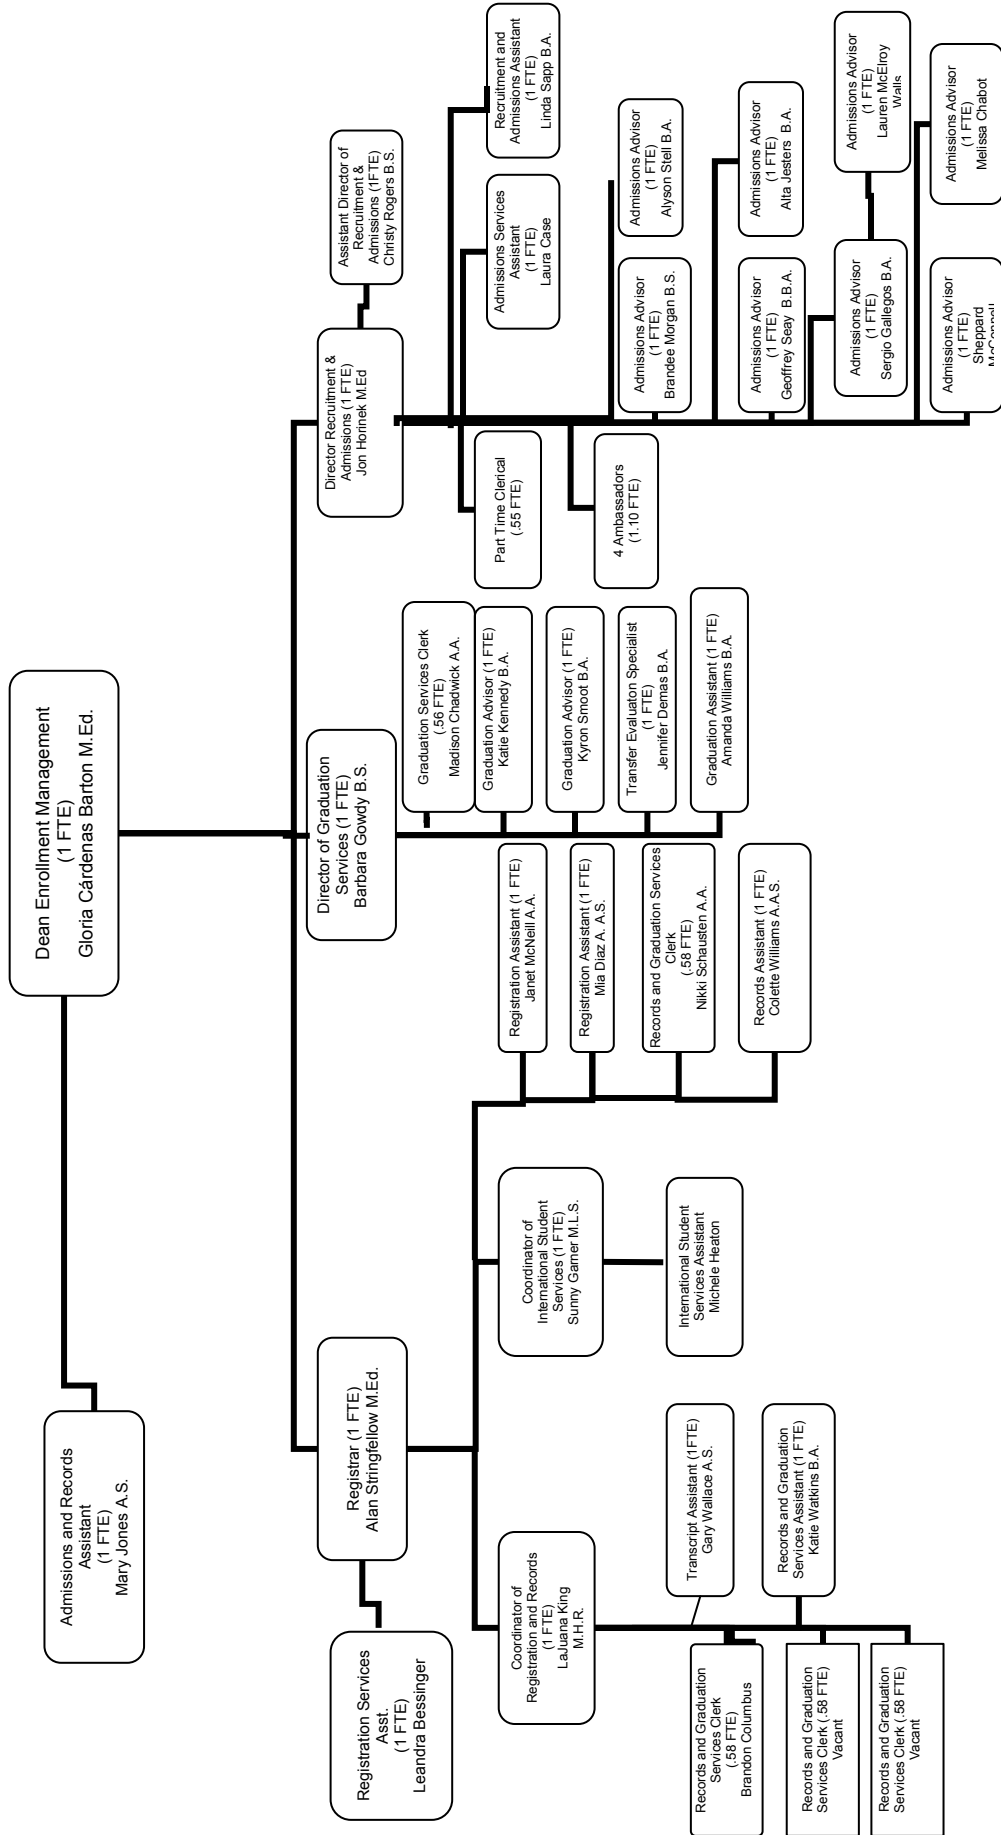 Dean Enrollment Management
(1 FTE)
Gloria Cárdenas Barton M.Ed.
Admissions and Records
Assistant
(1 FTE)
Mary Jones A.S.
Registrar (1 FTE)
Alan Stringfellow M.Ed.
Director of Graduation
Services (1 FTE)
Barbara Gowdy B.S.
Director Recruitment &
Admissions (1 FTE)
Jon Horinek M.Ed
Assistant Director of
Recruitment &
Admissions (1FTE)
Christy Rogers B.S.
Registration Services
Asst.
(1 FTE)
Leandra Bessinger
Coordinator of
Registration and Records
(1 FTE)
LaJuana King
M.H.R.
Coordinator of
International Student
Services (1 FTE)
Sunny Garner M.L.S.
Registration Assistant (1 FTE)
Janet McNeill A.A.
Registration Assistant (1 FTE)
Mia Diaz A. A.S.
Records and Graduation Services
Clerk
(.58 FTE)
Nikki Schausten A.A.
Records Assistant (1 FTE)
Colette Williams A.A.S.
International Student
Services Assistant
Michele Heaton
Transcript Assistant (1FTE)
Gary Wallace A.S.
Records and Graduation
Services Assistant (1 FTE)
Katie Watkins B.A.
Records and Graduation
Services Clerk
(.58 FTE)
Brandon Columbus
Records and Graduation
Services Clerk (.58 FTE)
Vacant
Records and Graduation
Services Clerk (.58 FTE)
Vacant
Graduation Services Clerk
(.56 FTE)
Madison Chadwick A.A.
Graduation Advisor (1 FTE)
Katie Kennedy B.A.
Graduation Advisor (1 FTE)
Kyron Smoot B.A.
Transfer Evaluaton Specialist
(1 FTE)
Jennifer Demas B.A.
Graduation Assistant (1 FTE)
Amanda Williams B.A.
Part Time Clerical
(.55 FTE)
4 Ambassadors
(1.10 FTE)
Admissions Services
Assistant
(1 FTE)
Laura Case
Recruitment and
Admissions Assistant
(1 FTE)
Linda Sapp B.A.
Admissions Advisor
(1 FTE)
Brandee Morgan B.S.
Admissions Advisor
(1 FTE)
Alyson Stell B.A.
Admissions Advisor
(1 FTE)
Geoffrey Seay B.B.A.
Admissions Advisor
(1 FTE)
Alta Jesters B.A.
Admissions Advisor
(1 FTE)
Sergio Gallegos B.A.
Admissions Advisor
(1 FTE)
Lauren McElroy
Walls
Admissions Advisor
(1 FTE)
Sheppard
McConnell
Admissions Advisor
(1 FTE)
Melissa Chabot